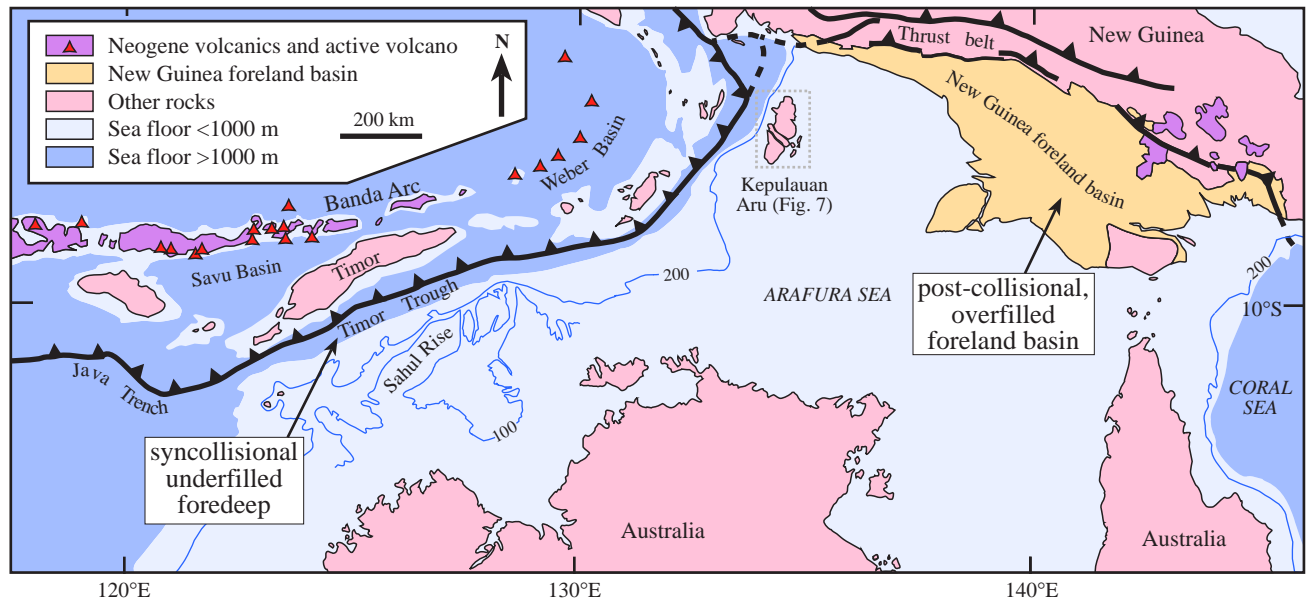 Neogene volcanics and active volcano
New Guinea foreland basin
Other rocks
Sea floor <1000 m
Sea floor >1000 m
200 km
N
Thrust belt
New Guinea
New Guinea foreland basin
Weber Basin
Banda Arc
Kepulauan
Aru (Fig. 7)
Savu Basin
Timor
Timor Trough
200
ARAFURA SEA
200
10°S
post-collisional,
overfilled
foreland basin
Sahul Rise
Java Trench
CORAL
SEA
100
syncollisional
underfilled
foredeep
Australia
Australia
120°E
130°E
140°E